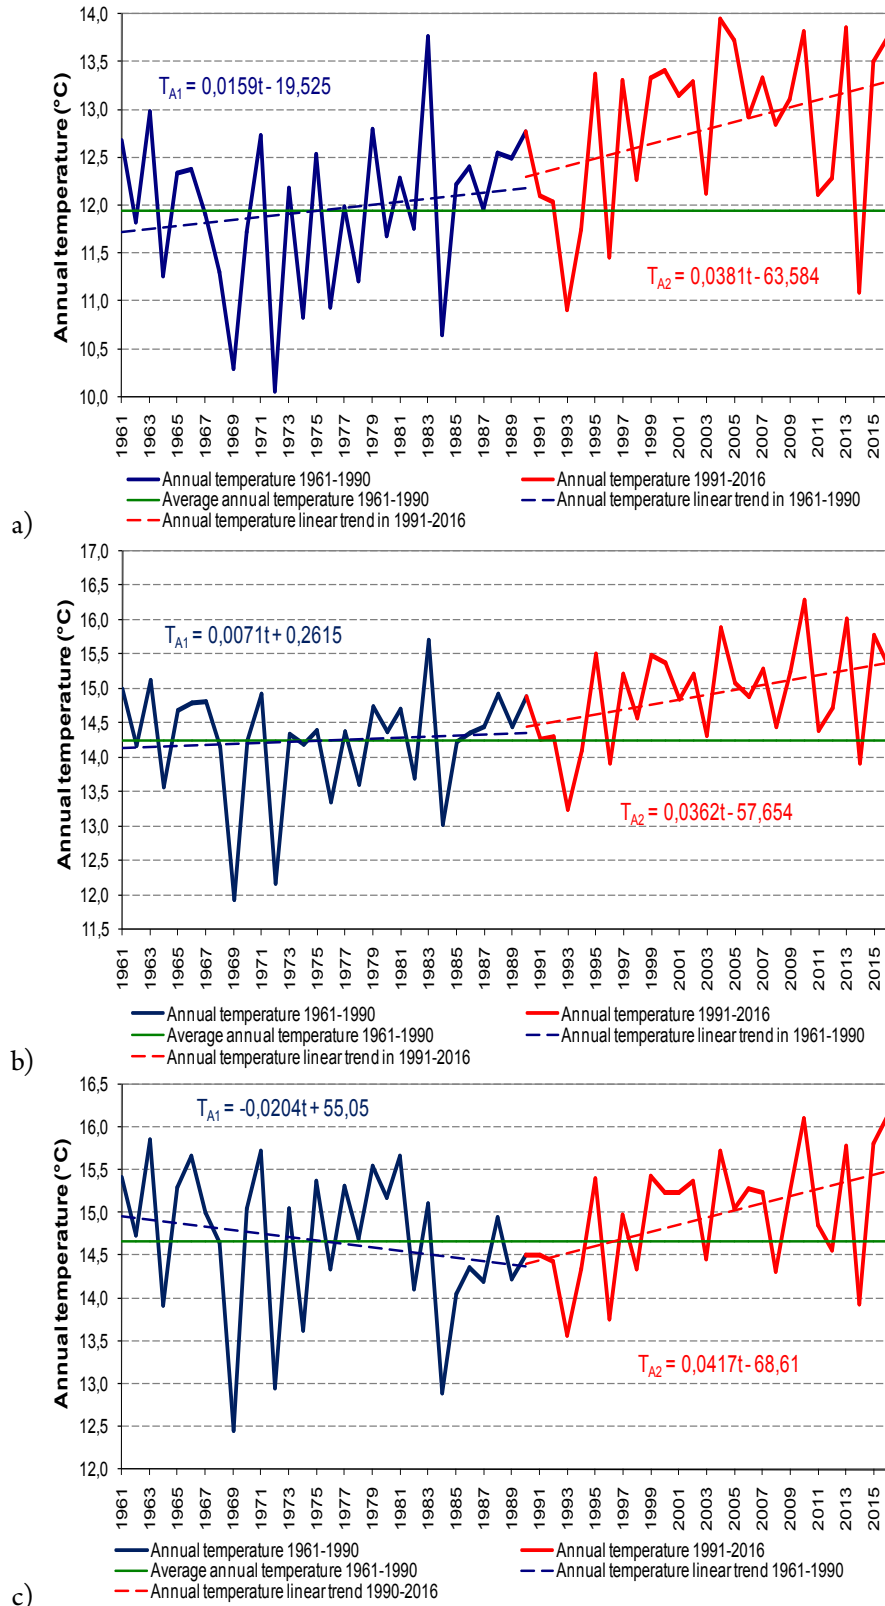 14,0
13,5
13,0
12,5
12,0
11,5
11,0
10,5
10,0
Annual temperature (°C)
T_A1 = 0,0159t - 19,525
T_A2 = 0,0381t - 63,584
1961 1963 1965 1967 1969 1971 1973 1975 1977 1979 1981 1983 1985 1987 1989 1991 1993 1995 1997 1999 2001 2003 2005 2007 2009 2011 2013 2015
Annual temperature 1961-1990 Annual temperature 1991-2016
Average annual temperature 1961-1990 Annual temperature linear trend in 1961-1990
Annual temperature linear trend in 1991-2016
a)
17,0
16,5
16,0
15,5
15,0
14,5
14,0
13,5
13,0
12,5
12,0
11,5
Annual temperature (°C)
T_A1 = 0,0071t + 0,2615
T_A2 = 0,0362t - 57,654
1961 1963 1965 1967 1969 1971 1973 1975 1977 1979 1981 1983 1985 1987 1989 1991 1993 1995 1997 1999 2001 2003 2005 2007 2009 2011 2013 2015
Annual temperature 1961-1990 Annual temperature 1991-2016
Average annual temperature 1961-1990 Annual temperature linear trend in 1961-1990
Annual temperature linear trend in 1991-2016
b)
16,5
16,0
15,5
15,0
14,5
14,0
13,5
13,0
12,5
12,0
Annual temperature (°C)
T_A1 = -0,0204t + 55,05
T_A2 = 0,0417t - 68,61
1961 1963 1965 1967 1969 1971 1973 1975 1977 1979 1981 1983 1985 1987 1989 1991 1993 1995 1997 1999 2001 2003 2005 2007 2009 2011 2013 2015
Annual temperature 1961-1990 Annual temperature 1991-2016
Average annual temperature 1961-1990 Annual temperature linear trend 1961-1990
Annual temperature linear trend 1990-2016
c)